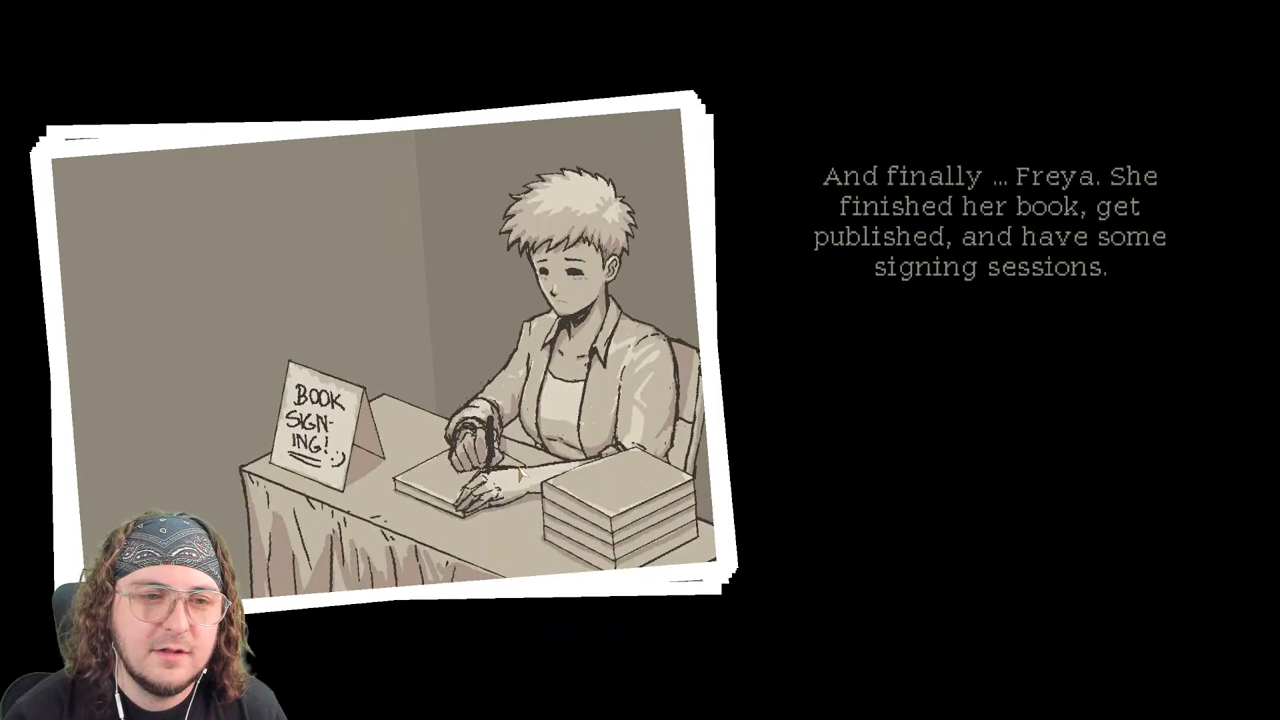 And finally ... Freya. She
finished her book, get
published, and have some
signing sessions.
BOOK
SIGN-
ING!